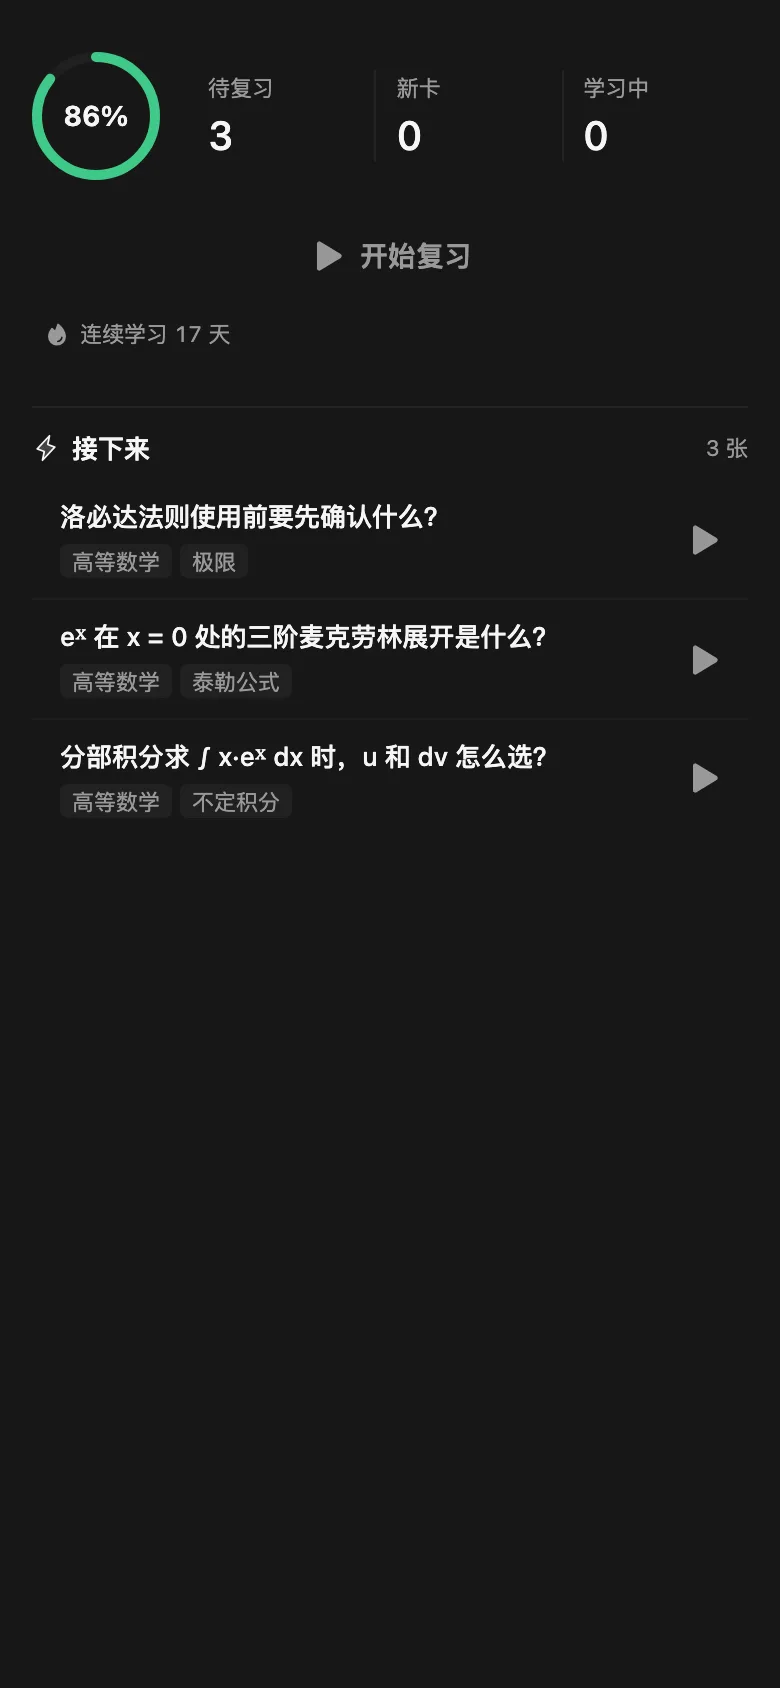 86%
待复习
3
新卡
0
学习中
0
开始复习
连续学习 17 天
接下来
3 张
洛必达法则使用前要先确认什么?
高等数学 极限
eˣ 在 x = 0 处的三阶麦克劳林展开是什么?
高等数学 泰勒公式
分部积分求 ∫ x·eˣ dx 时，u 和 dv 怎么选?
高等数学 不定积分